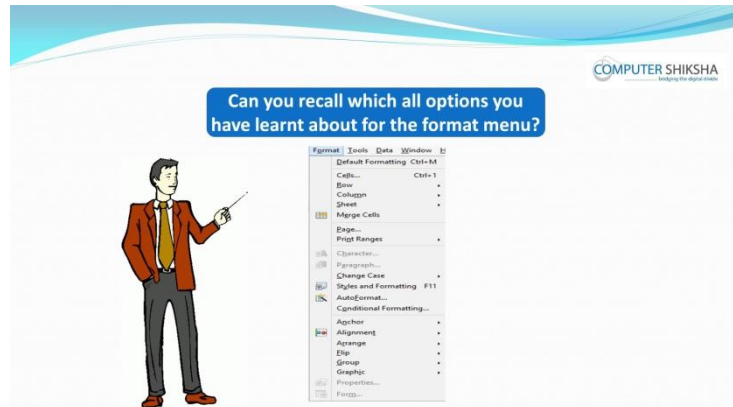 COMPUTER SHIKSHA
bridging the digital divide
Can you recall which all options you
have learnt about for the format menu?
Format Tools Data Window H
Default Formatting Ctrl+M
Cells... Ctrl+1
Row
Column
Sheet
Merge Cells
Page...
Print Ranges
Character...
Paragraph...
Change Case
Styles and Formatting F11
AutoFormat...
Conditional Formatting...
Anchor
Alignment
Arrange
Flip
Group
Graphic
Properties...
Form...